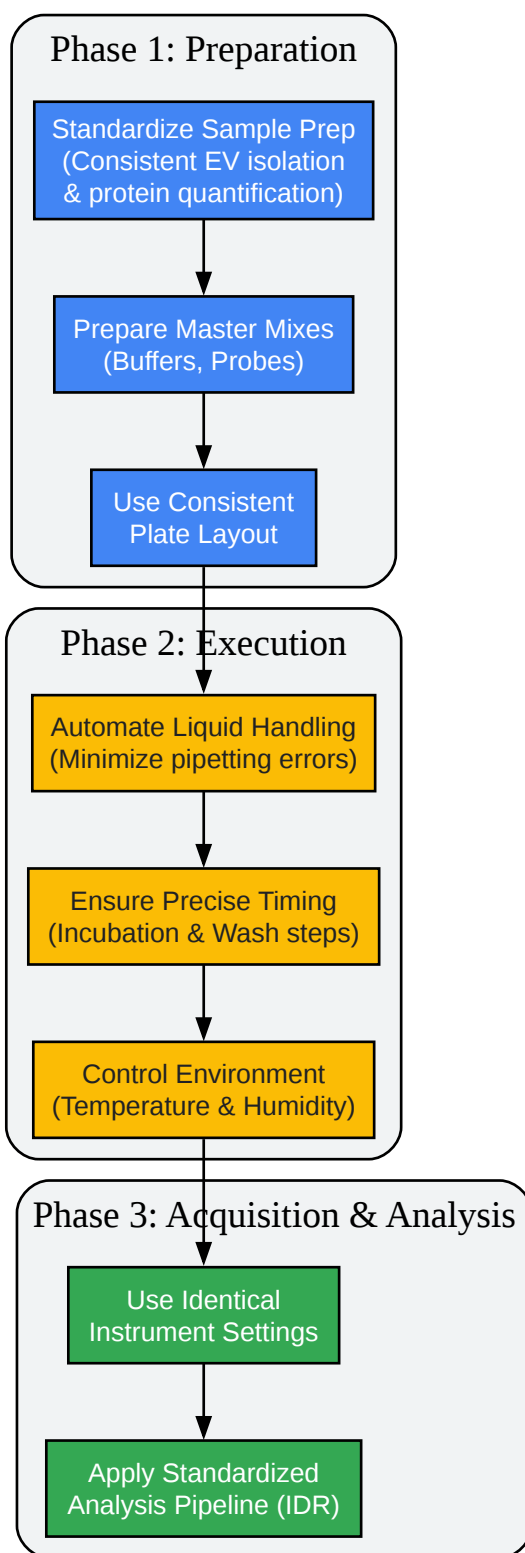 Phase 1: Preparation
Standardize Sample Prep
(Consistent EV isolation
& protein quantification)
Prepare Master Mixes
(Buffers, Probes)
Use Consistent
Plate Layout
Phase 2: Execution
Automate Liquid Handling
(Minimize pipetting errors)
Ensure Precise Timing
(Incubation & Wash steps)
Control Environment
(Temperature & Humidity)
Phase 3: Acquisition & Analysis
Use Identical
Instrument Settings
Apply Standardized
Analysis Pipeline (IDR)